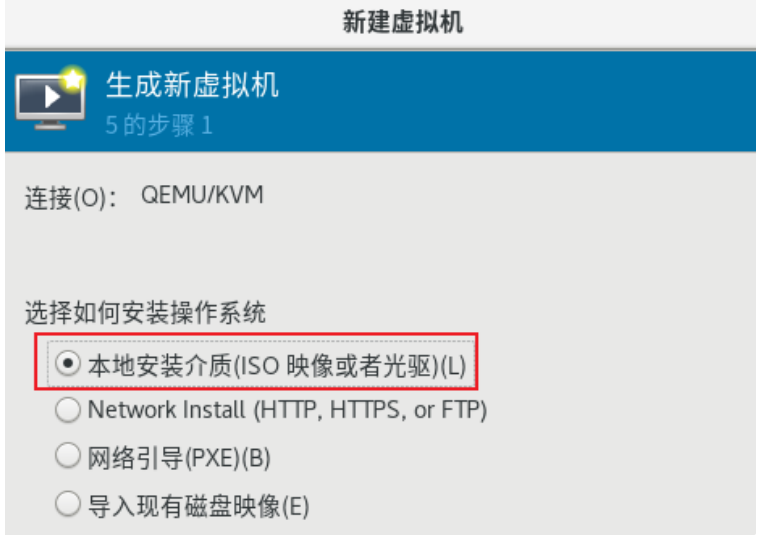 新建虚拟机
生成新虚拟机
5 的步骤 1
连接(O)： QEMU/KVM
选择如何安装操作系统
本地安装介质(ISO 映像或者光驱)(L)
Network Install (HTTP, HTTPS, or FTP)
网络引导(PXE)(B)
导入现有磁盘映像(E)